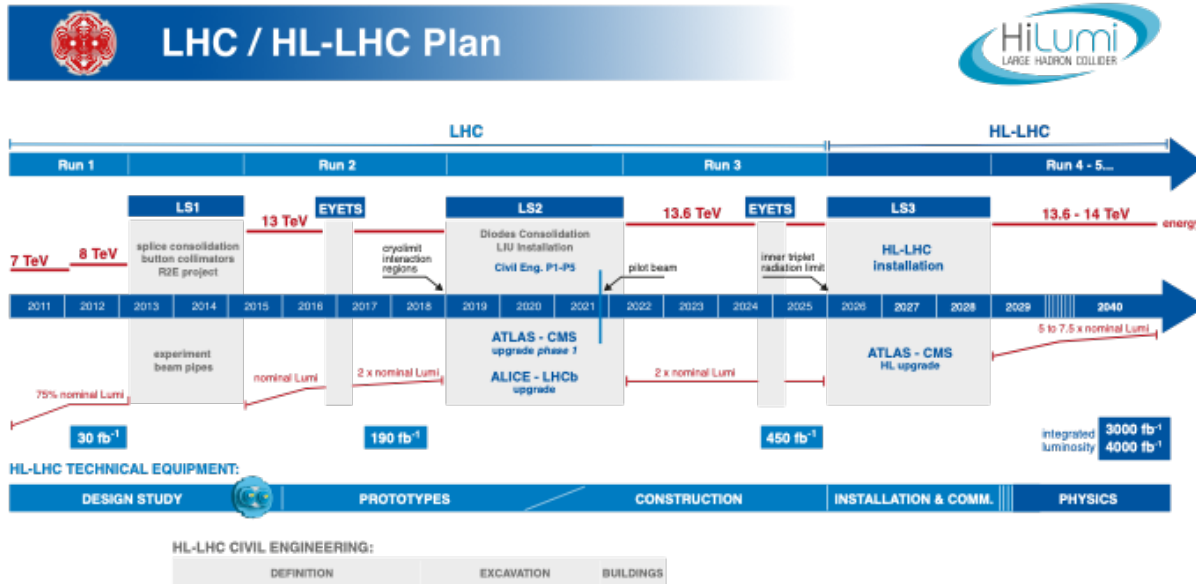 LHC / HL-LHC Plan
HiLumi
LARGE HADRON COLLIDER
LHC
HL-LHC
Run 1
Run 2
Run 3
Run 4 - 5...
LS1
EYETS
LS2
EYETS
LS3
13 TeV
13.6 TeV
13.6 - 14 TeV
energy
7 TeV
8 TeV
splice consolidation
button collimators
R2E project
cryolimit
interaction
regions
Diodes Consolidation
LIU Installation
Civil Eng. P1-P5
pilot beam
inner triplet
radiation limit
HL-LHC
installation
2011
2012
2013
2014
2015
2016
2017
2018
2019
2020
2021
2022
2023
2024
2025
2026
2027
2028
2029
2040
5 to 7.5 x nominal Lumi
experiment
beam pipes
ATLAS - CMS
upgrade phase 1
ALICE - LHCb
upgrade
ATLAS - CMS
HL upgrade
75% nominal Lumi
nominal Lumi
2 x nominal Lumi
2 x nominal Lumi
30 fb⁻¹
190 fb⁻¹
450 fb⁻¹
integrated
luminosity
3000 fb⁻¹
4000 fb⁻¹
HL-LHC TECHNICAL EQUIPMENT:
DESIGN STUDY
PROTOTYPES
CONSTRUCTION
INSTALLATION & COMM.
PHYSICS
HL-LHC CIVIL ENGINEERING:
DEFINITION
EXCAVATION
BUILDINGS